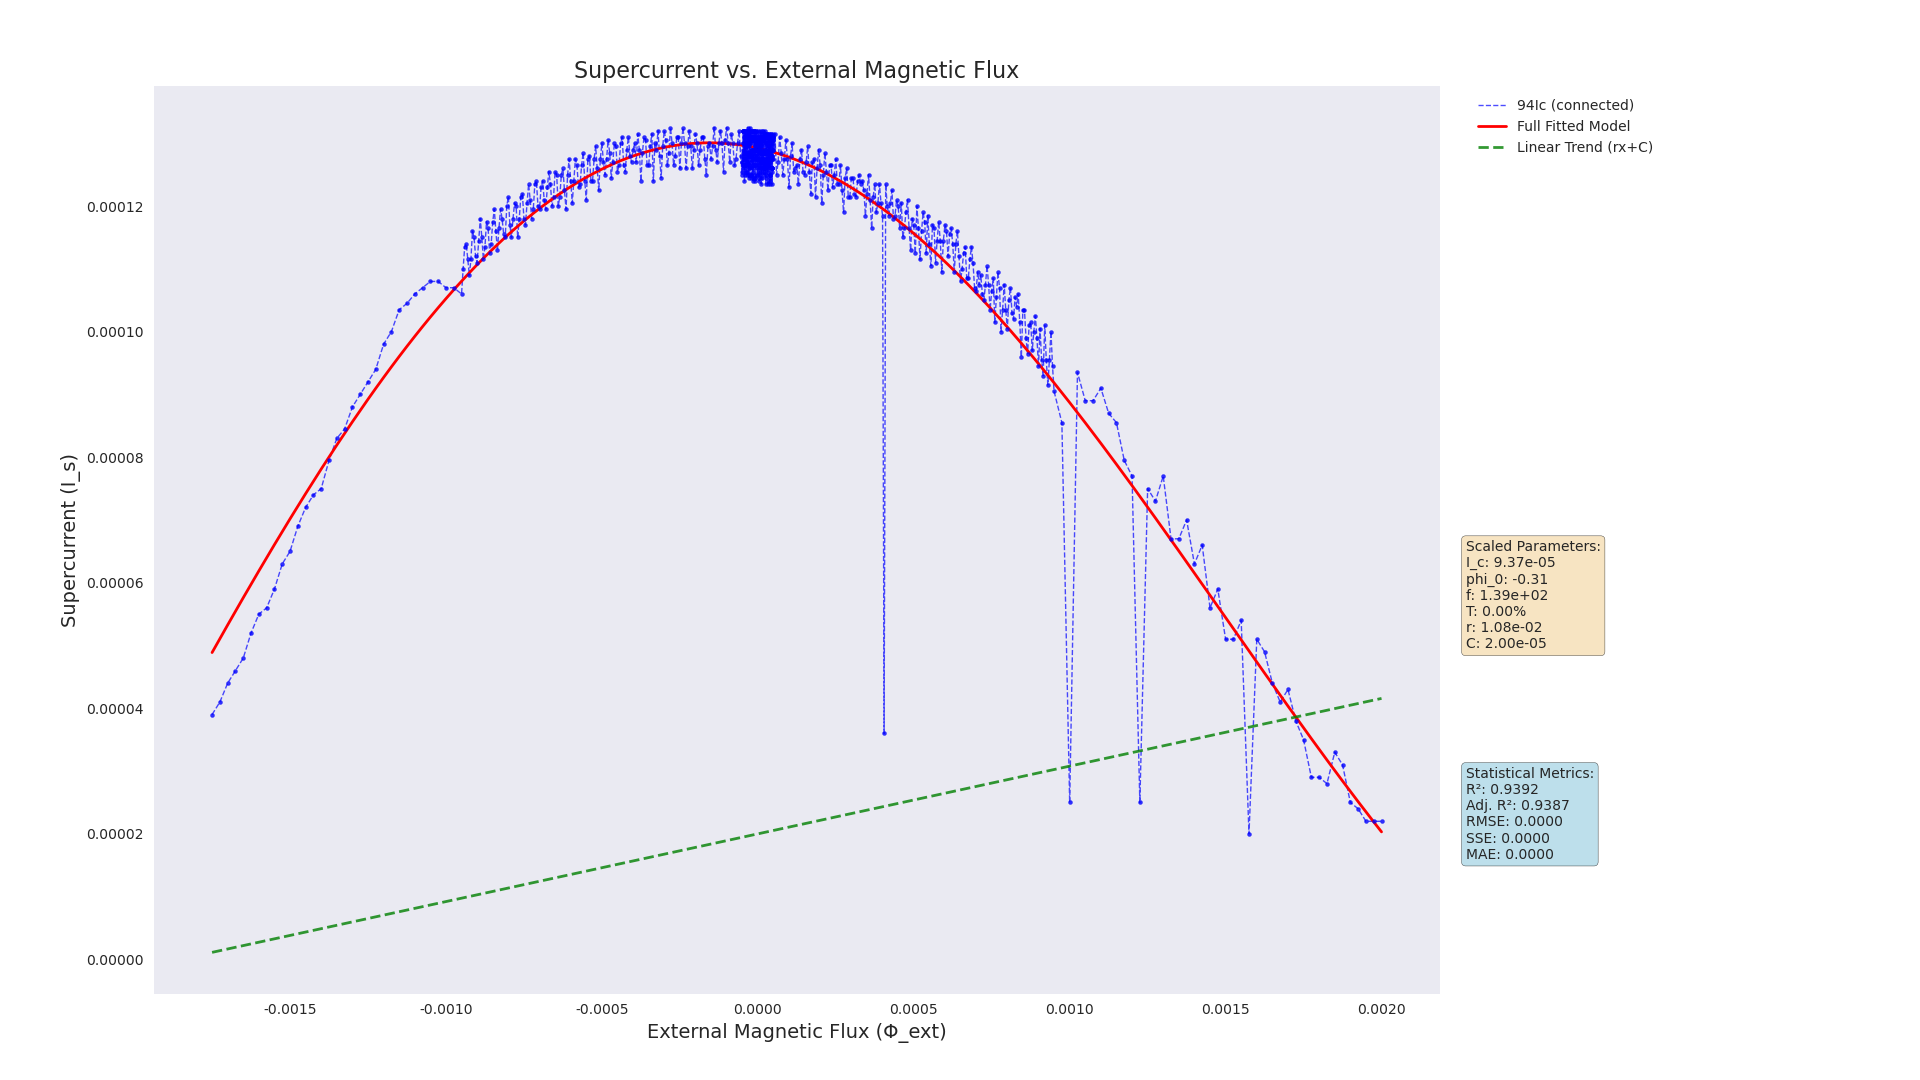 Supercurrent vs. External Magnetic Flux
94Ic (connected)
Full Fitted Model
Linear Trend (rx+C)
Supercurrent (I_s)
0.00012
0.00010
0.00008
0.00006
0.00004
0.00002
0.00000
-0.0015
-0.0010
-0.0005
0.0000
0.0005
0.0010
0.0015
0.0020
External Magnetic Flux (Φ_ext)
Scaled Parameters:
I_c: 9.37e-05
phi_0: -0.31
f: 1.39e+02
T: 0.00%
r: 1.08e-02
C: 2.00e-05
Statistical Metrics:
R²: 0.9392
Adj. R²: 0.9387
RMSE: 0.0000
SSE: 0.0000
MAE: 0.0000